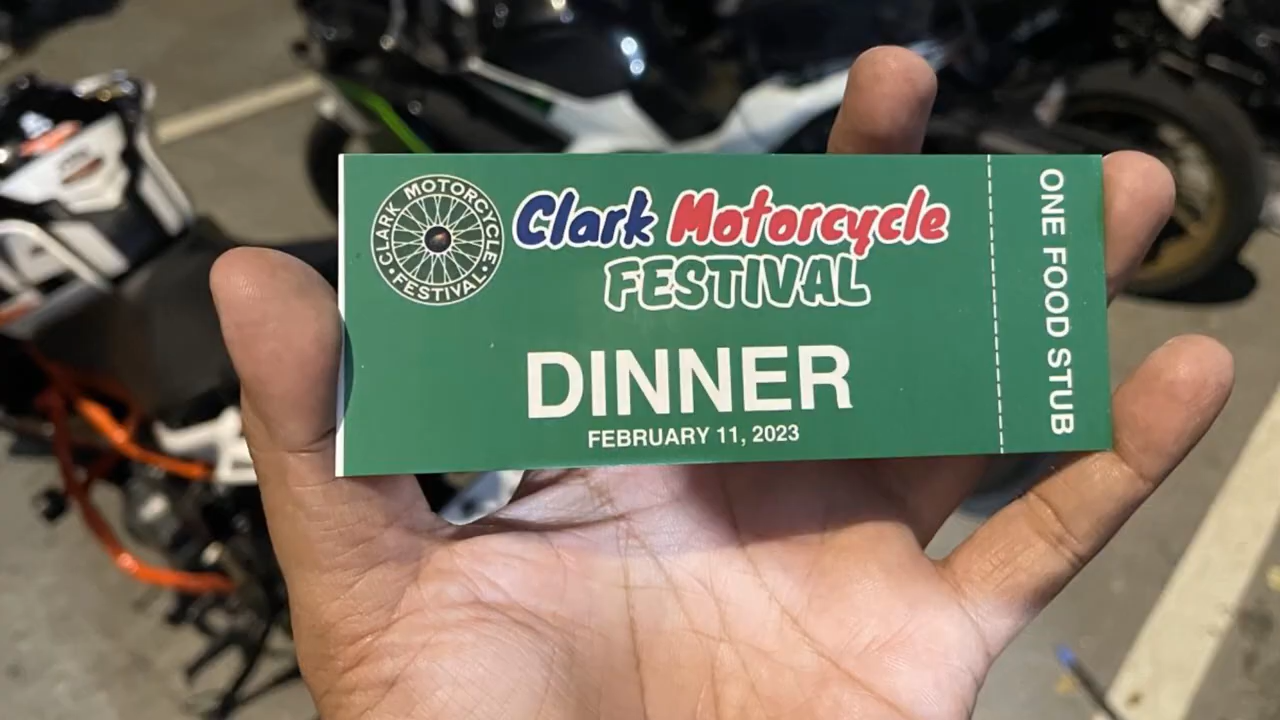 CLARK MOTORCYCLE
• FESTIVAL •
Clark Motorcycle
FESTIVAL
DINNER
FEBRUARY 11, 2023
ONE FOOD STUB